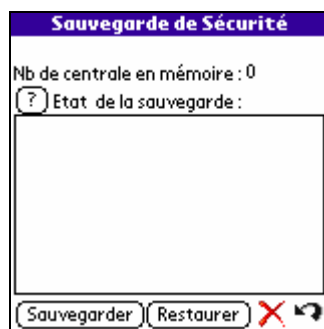 Sauvegarde de Sécurité
Nb de centrale en mémoire : 0
? Etat de la sauvegarde :
Sauvegarder Restaurer